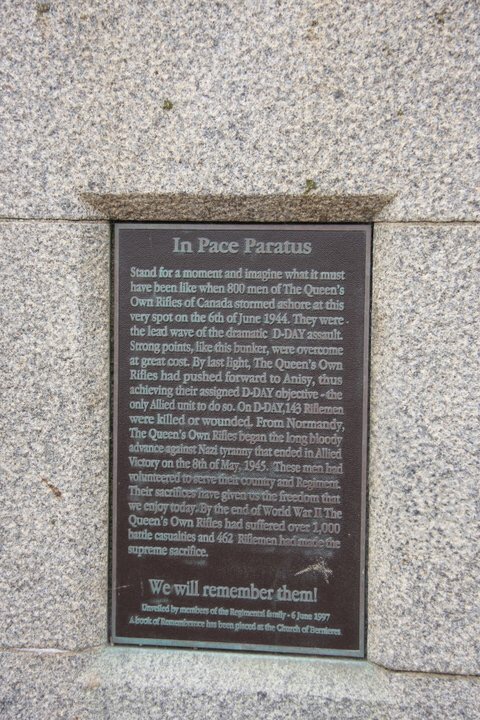 In Pace Paratus
Stand for a moment and imagine what it must
have been like when 800 men of The Queen's
Own Rifles of Canada stormed ashore at this
very spot on the 6th of June 1944. They were
the lead wave of the dramatic D-DAY assault.
Strong points, like this bunker, were overcome
at great cost. By last light, The Queen's Own
Rifles had pushed forward to Anisy, thus
achieving their assigned D-DAY objective - the
only Allied unit to do so. On D-DAY, 143 Riflemen
were killed or wounded. From Normandy,
The Queen's Own Rifles began the long bloody
advance against Nazi tyranny that ended in Allied
Victory on the 8th of May, 1945. These men had
volunteered to serve their country and Regiment.
Their sacrifices have given us the freedom that
we enjoy today. By the end of World War II The
Queen's Own Rifles had suffered over 1,000
battle casualties and 462 Riflemen had made the
supreme sacrifice.
We will remember them!
Unveiled by members of the Regimental family - 6 June 1997
A book of Remembrance has been placed at the Church of Bernieres